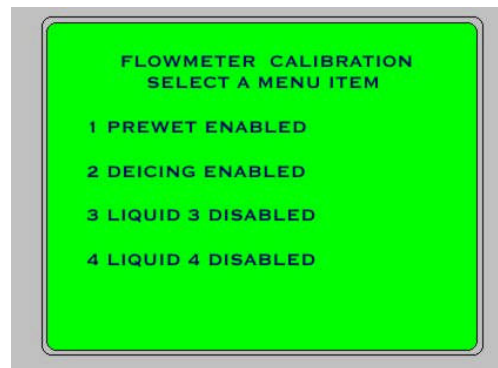 FLOWMETER CALIBRATION
SELECT A MENU ITEM
1 PREWET ENABLED
2 DEICING ENABLED
3 LIQUID 3 DISABLED
4 LIQUID 4 DISABLED